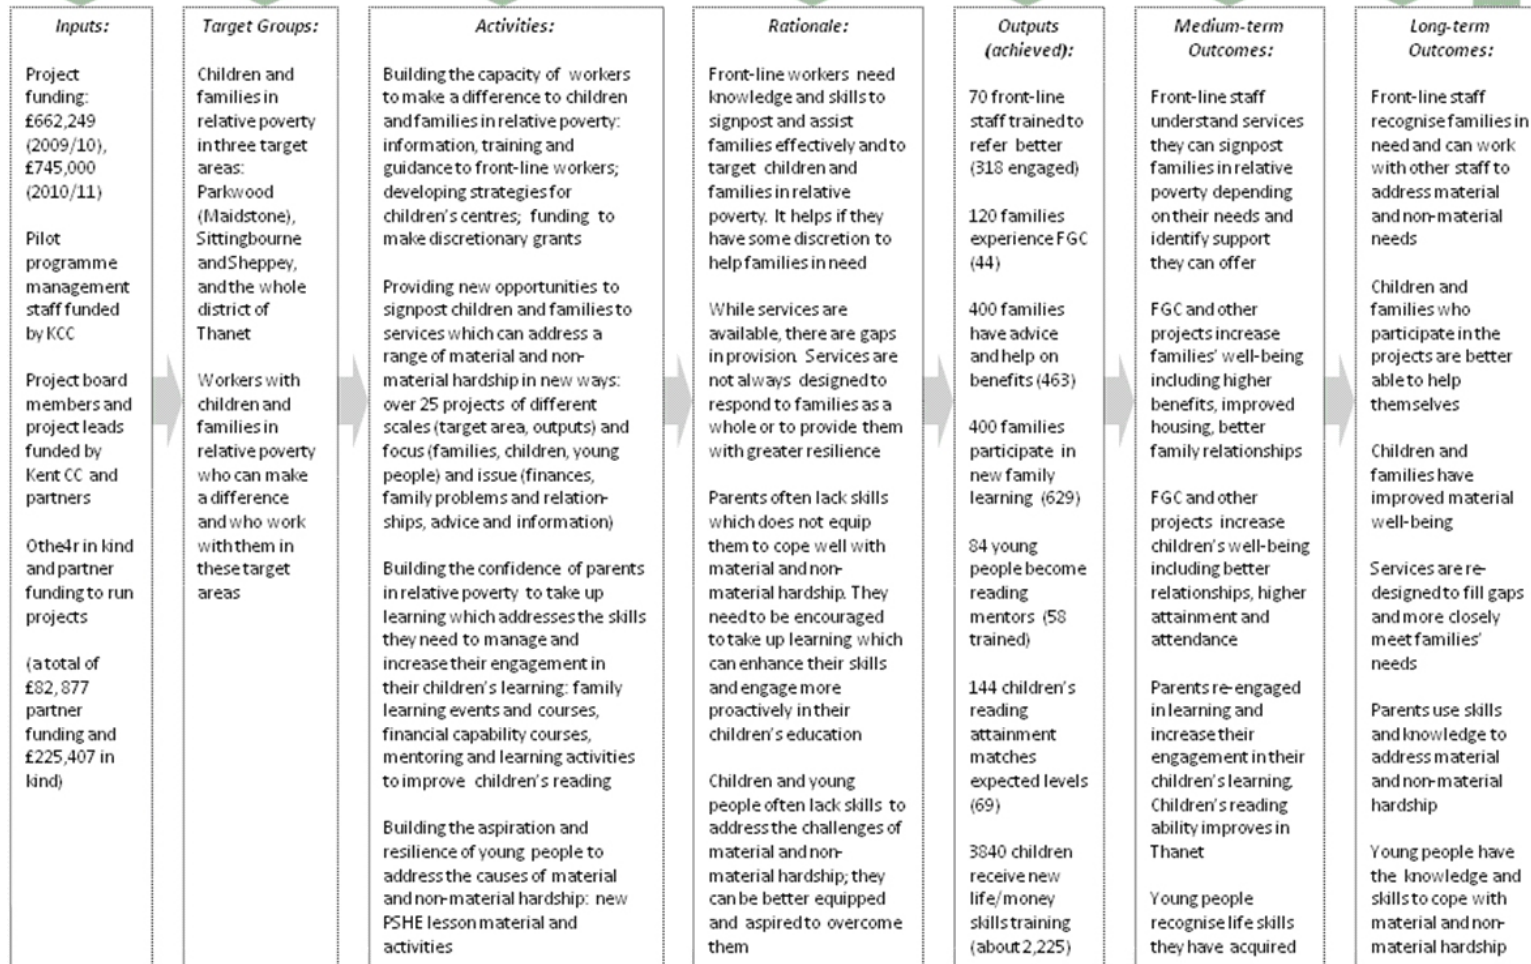 Inputs:
Project
funding:
£662,249
(2009/10),
£745,000
(2010/11)
Pilot
programme
management
staff funded
by KCC
Project board
members and
project leads
funded by
Kent CC and
partners
Othe4r in kind
and partner
funding to run
projects
(a total of
£82,877
partner
funding and
£225,407 in
kind)
Target Groups:
Children and
families in
relative poverty
in three target
areas:
Parkwood
(Maidstone),
Sittingbourne
and Sheppey,
and the whole
district of
Thanet
Workers with
children and
families in
relative poverty
who can make
a difference
and who work
with them in
these target
areas
Activities:
Building the capacity of workers
to make a difference to children
and families in relative poverty:
information, training and
guidance to front-line workers;
developing strategies for
children's centres; funding to
make discretionary grants
Providing new opportunities to
signpost children and families to
services which can address a
range of material and non-
material hardship in new ways:
over 25 projects of different
scales (target area, outputs) and
focus (families, children, young
people) and issue (finances,
family problems and relation-
ships, advice and information)
Building the confidence of parents
in relative poverty to take up
learning which addresses the skills
they need to manage and
increase their engagement in
their children's learning: family
learning events and courses,
financial capability courses,
mentoring and learning activities
to improve children's reading
Building the aspiration and
resilience of young people to
address the causes of material
and non-material hardship: new
PSHE lesson material and
activities
Rationale:
Front-line workers need
knowledge and skills to
signpost and assist
families effectively and to
target children and
families in relative
poverty. It helps if they
have some discretion to
help families in need
While services are
available, there are gaps
in provision. Services are
not always designed to
respond to families as a
whole or to provide them
with greater resilience
Parents often lack skills
which does not equip
them to cope well with
material and non-
material hardship. They
need to be encouraged
to take up learning which
can enhance their skills
and engage more
proactively in their
children's education
Children and young
people often lack skills to
address the challenges of
material and non-
material hardship; they
can be better equipped
and aspired to overcome
them
Outputs
(achieved):
70 front-line
staff trained to
refer better
(318 engaged)
120 families
experience FGC
(44)
400 families
have advice
and help on
benefits (463)
400 families
participate in
new family
learning (629)
84 young
people become
reading
mentors (58
trained)
144 children's
reading
attainment
matches
expected levels
(69)
3840 children
receive new
life/money
skills training
(about 2,225)
Medium-term
Outcomes:
Front-line staff
understand services
they can signpost
families in relative
poverty depending
on their needs and
identify support
they can offer
FGC and other
projects increase
families' well-being
including higher
benefits, improved
housing, better
family relationships
FGC and other
projects increase
children's well-being
including better
relationships, higher
attainment and
attendance
Parents re-engaged
in learning and
increase their
engagement in their
children's learning.
Children's reading
ability improves in
Thanet
Young people
recognise life skills
they have acquired
Long-term
Outcomes:
Front-line staff
recognise families in
need and can work
with other staff to
address material
and non-material
needs
Children and
families who
participate in the
projects are better
able to help
themselves
Children and
families have
improved material
well-being
Services are re-
designed to fill gaps
and more closely
meet families'
needs
Parents use skills
and knowledge to
address material
and non-material
hardship
Young people have
the knowledge and
skills to cope with
material and non-
material hardship